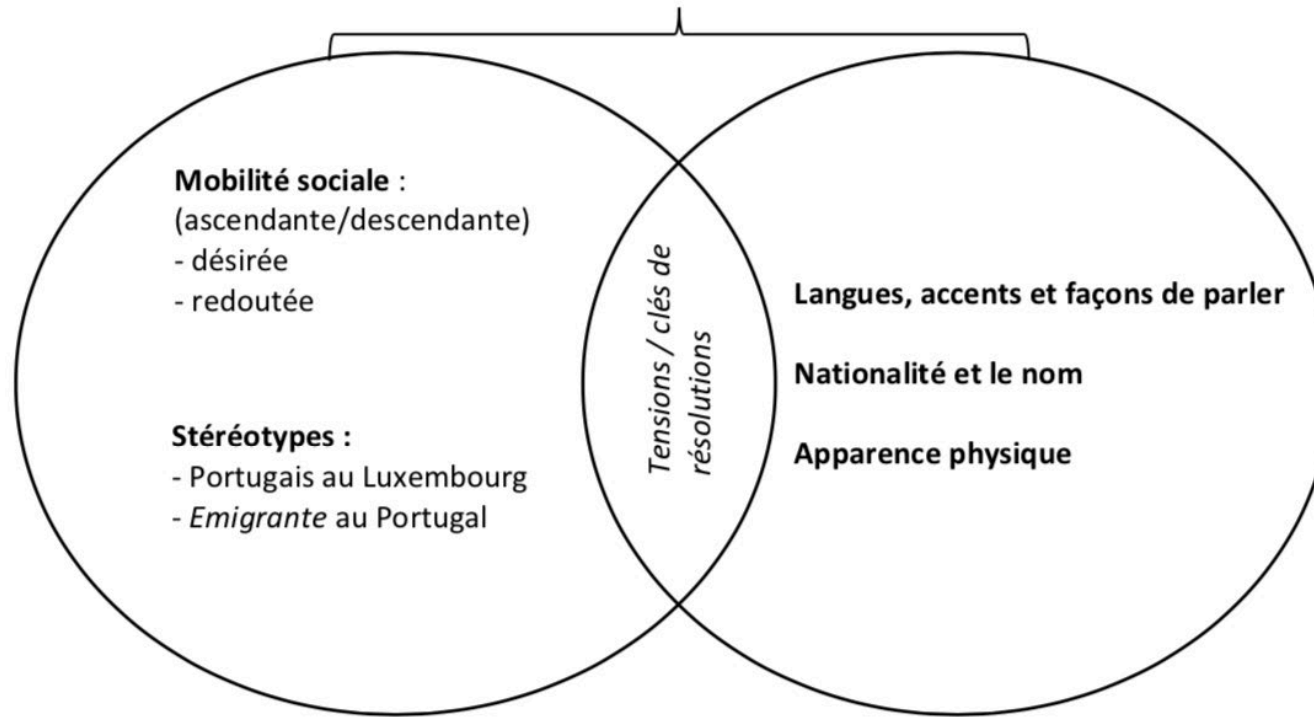 Mobilité sociale :
(ascendante/descendante)
- désirée
- redoutée
Stéréotypes :
- Portugais au Luxembourg
- Emigrante au Portugal
Tensions / clés de
résolutions
Langues, accents et façons de parler
Nationalité et le nom
Apparence physique